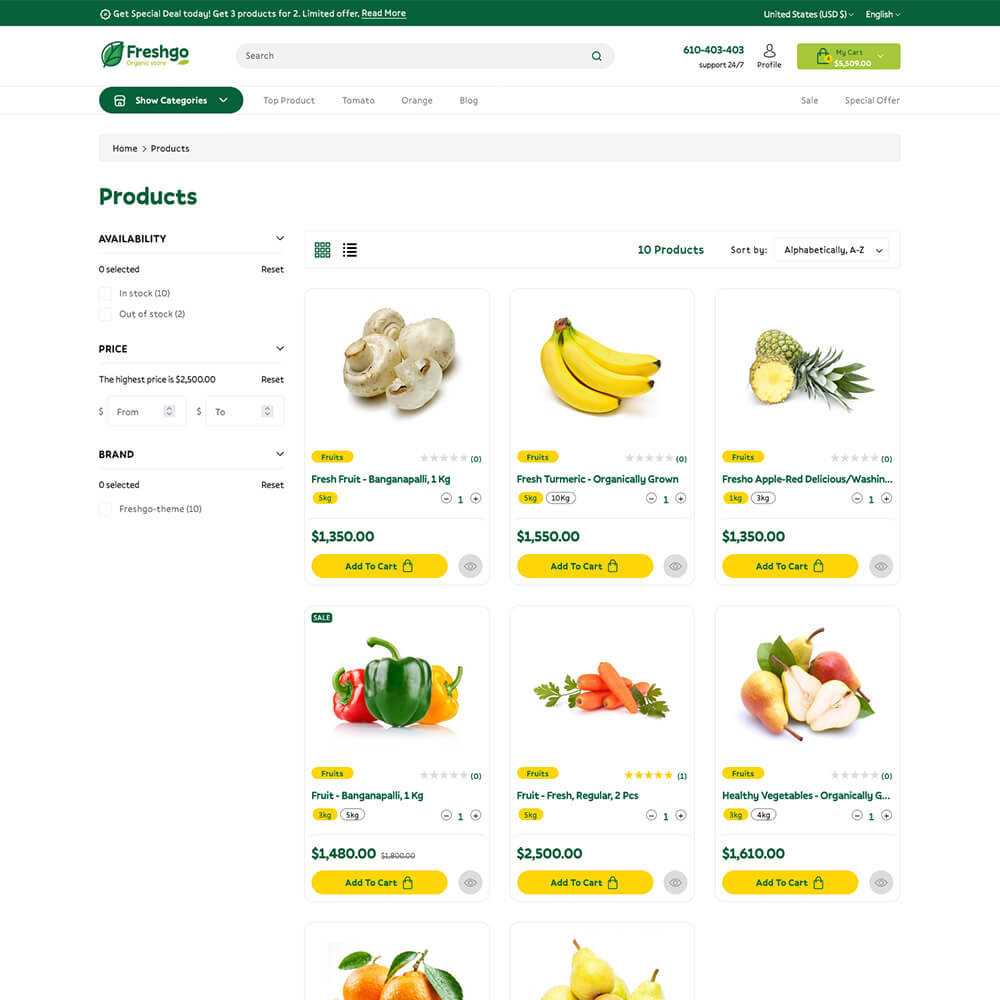 Get Special Deal today! Get 3 products for 2. Limited offer. Read More
United States (USD $)
English
Freshgo
Organic store
Search
610-403-403
support 24/7
Profile
My Cart
$5,509.00
Show Categories
Top Product
Tomato
Orange
Blog
Sale
Special Offer
Home > Products
Products
AVAILABILITY
0 selected
Reset
In stock (10)
Out of stock (2)
PRICE
The highest price is $2,500.00
Reset
$ From
$ To
BRAND
0 selected
Reset
Freshgo-theme (10)
10 Products
Sort by:
Alphabetically, A-Z
Fruits
(0)
Fresh Fruit - Banganapalli, 1 Kg
5kg
1
$1,350.00
Add To Cart
Fruits
(0)
Fresh Turmeric - Organically Grown
5kg
10Kg
1
$1,550.00
Add To Cart
Fruits
(0)
Fresho Apple-Red Delicious/Washin...
1kg
3kg
1
$1,350.00
Add To Cart
SALE
Fruits
(0)
Fruit - Banganapalli, 1 Kg
3kg
5kg
1
$1,480.00
$1,800.00
Add To Cart
Fruits
(1)
Fruit - Fresh, Regular, 2 Pcs
5kg
1
$2,500.00
Add To Cart
Fruits
(0)
Healthy Vegetables - Organically G...
3kg
4kg
1
$1,610.00
Add To Cart